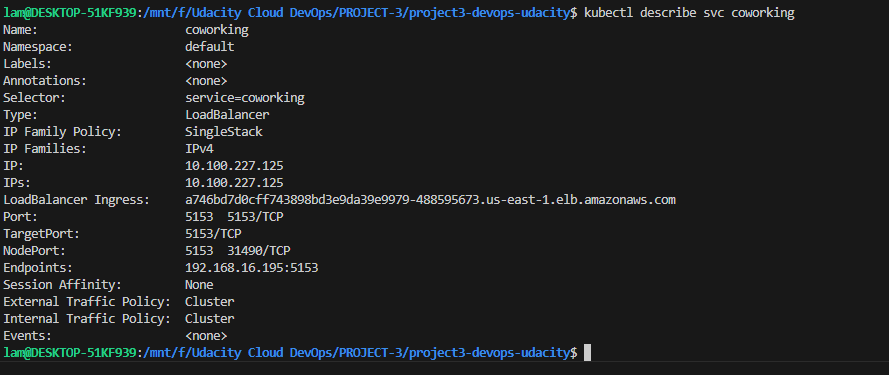 lam@DESKTOP-51KF939:/mnt/f/Udacity Cloud DevOps/PROJECT-3/project3-devops-udacity$ kubectl describe svc coworking
Name:                     coworking
Namespace:                default
Labels:                   <none>
Annotations:              <none>
Selector:                 service=coworking
Type:                     LoadBalancer
IP Family Policy:         SingleStack
IP Families:              IPv4
IP:                       10.100.227.125
IPs:                      10.100.227.125
LoadBalancer Ingress:     a746bd7d0cff743898bd3e9da39e9979-488595673.us-east-1.elb.amazonaws.com
Port:                     5153  5153/TCP
TargetPort:               5153/TCP
NodePort:                 5153  31490/TCP
Endpoints:                192.168.16.195:5153
Session Affinity:         None
External Traffic Policy:  Cluster
Internal Traffic Policy:  Cluster
Events:                   <none>
lam@DESKTOP-51KF939:/mnt/f/Udacity Cloud DevOps/PROJECT-3/project3-devops-udacity$